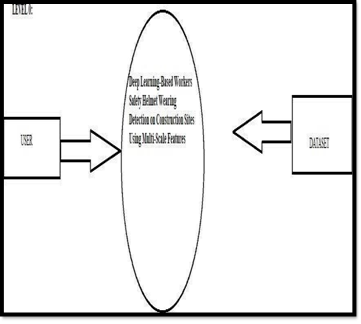 LEVEL 0:
Deep Learning-Based Workers
Safety Helmet Wearing
Detection on Construction Sites
Using Multi-Scale Features
USER
DATASET